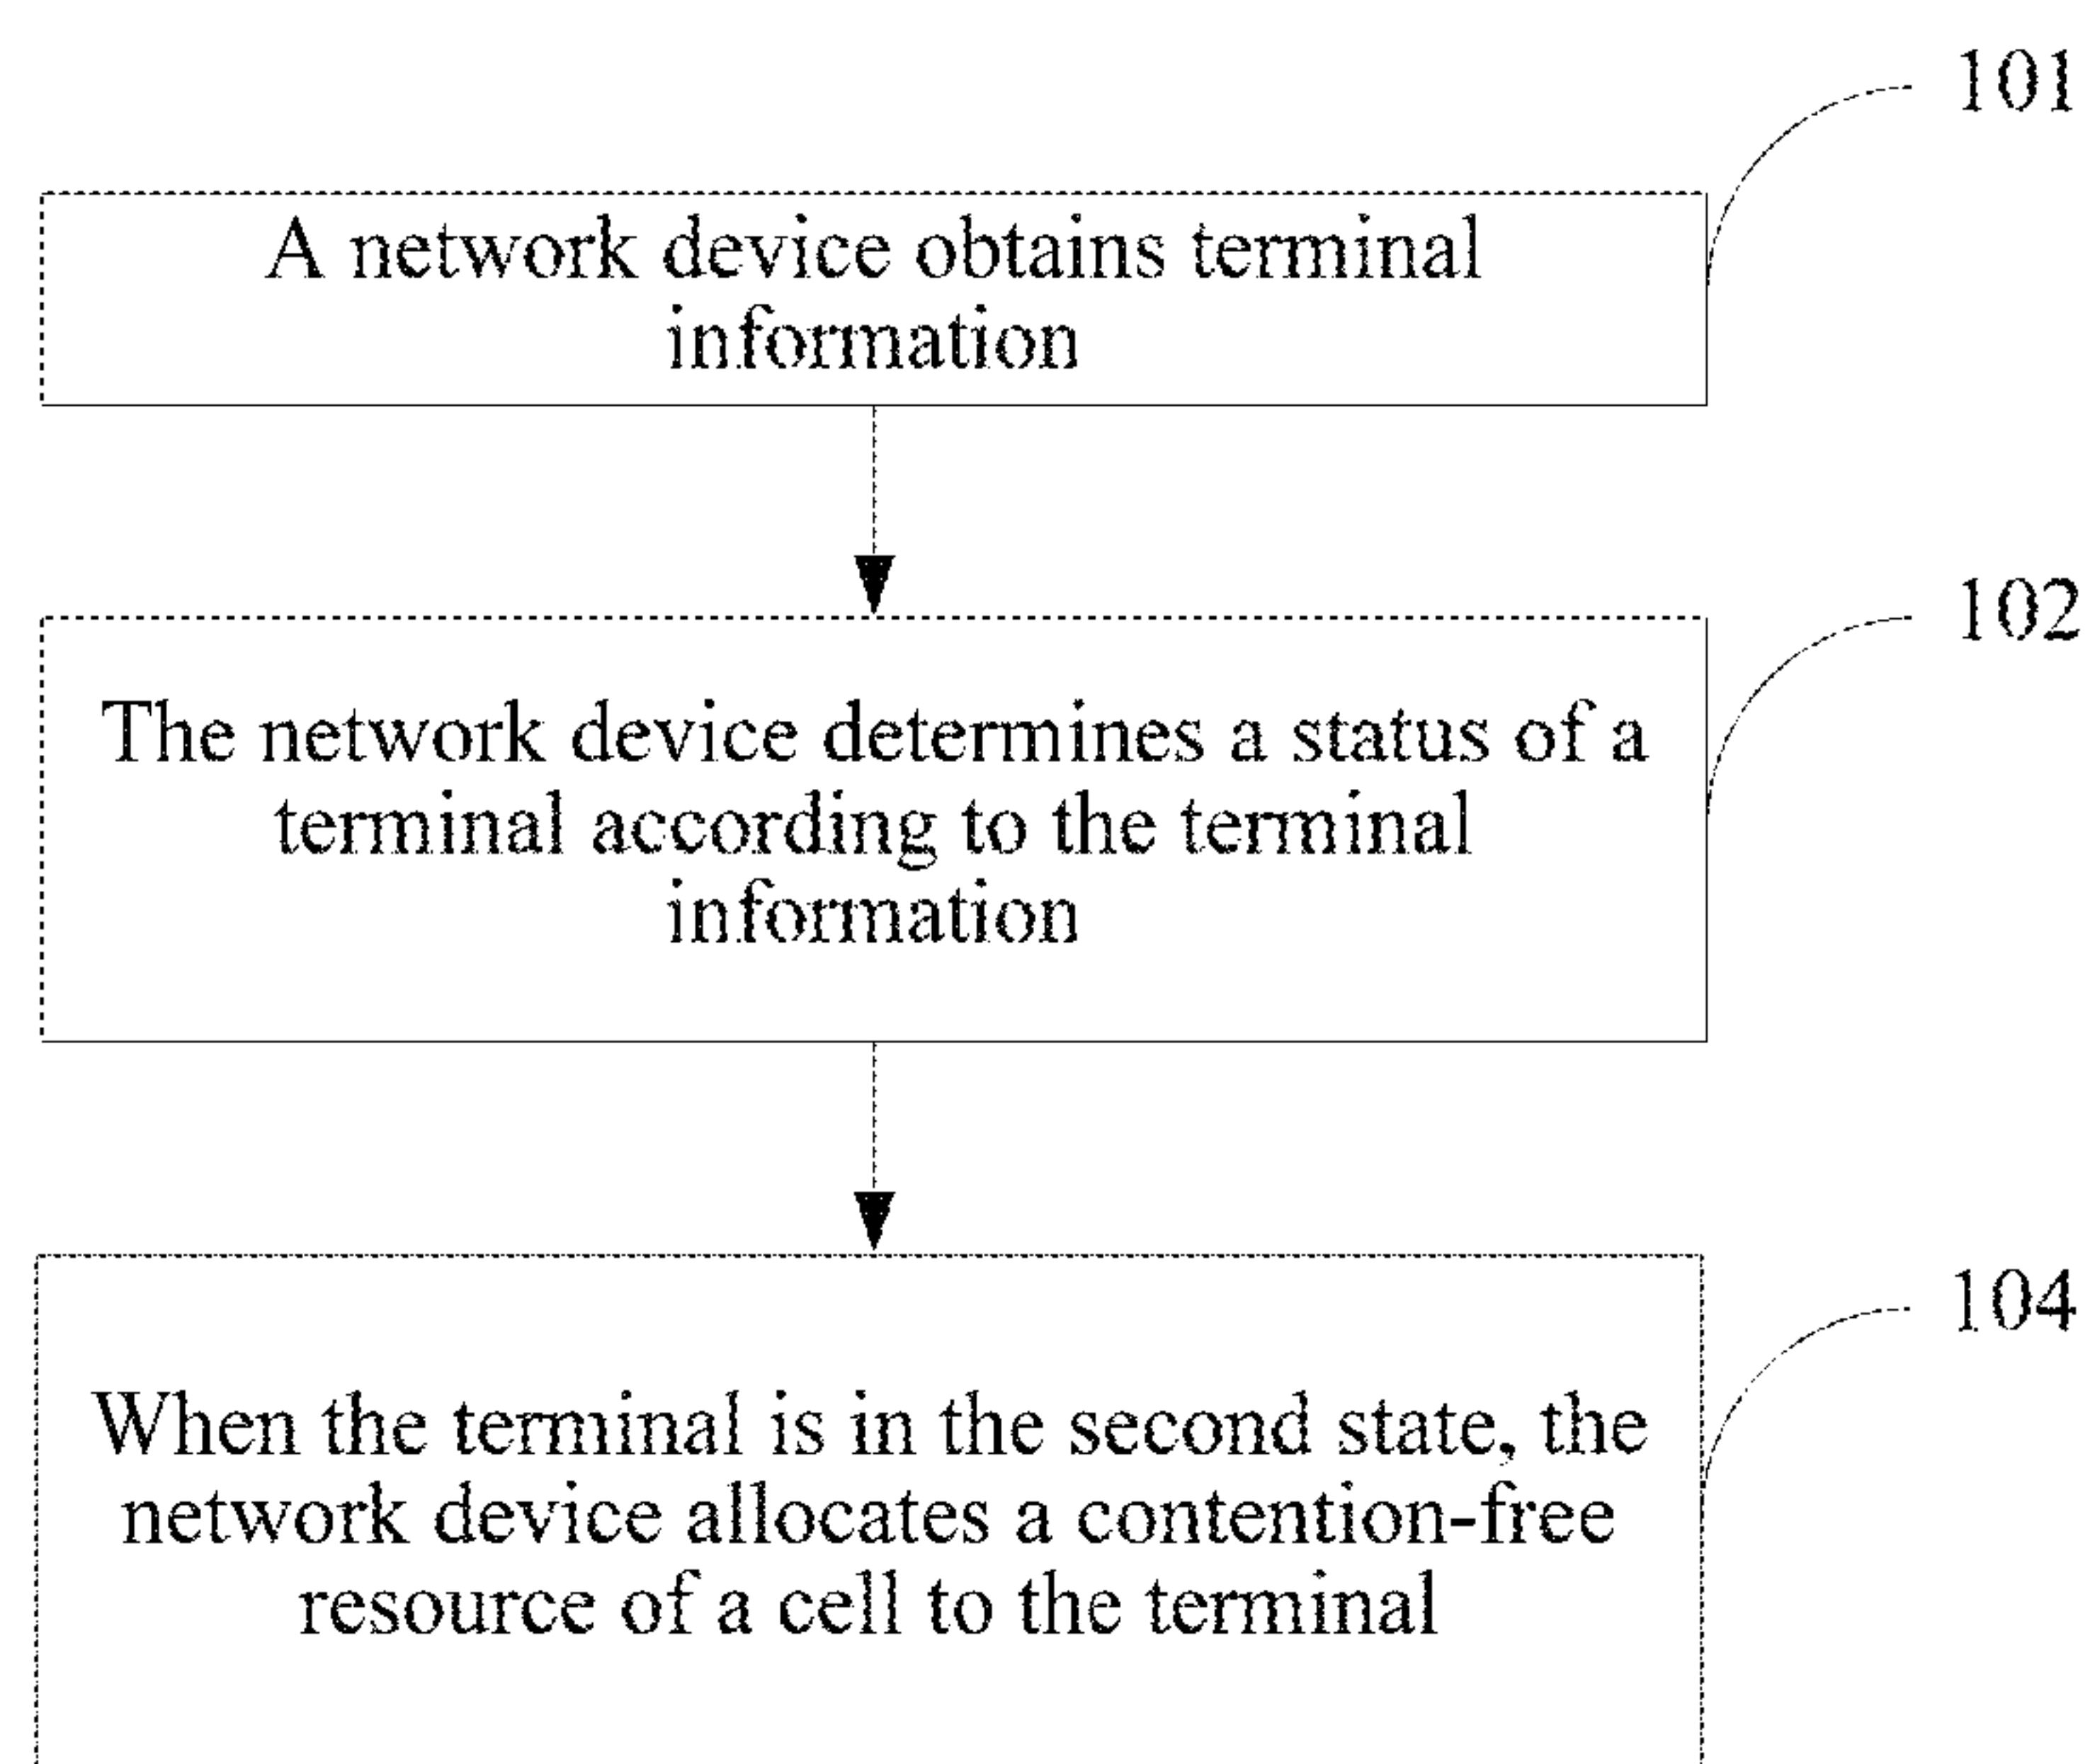 101
A network device obtains terminal
information
102
The network device determines a status of a
terminal according to the terminal
information
104
When the terminal is in the second state, the
network device allocates a contention-free
resource of a cell to the terminal